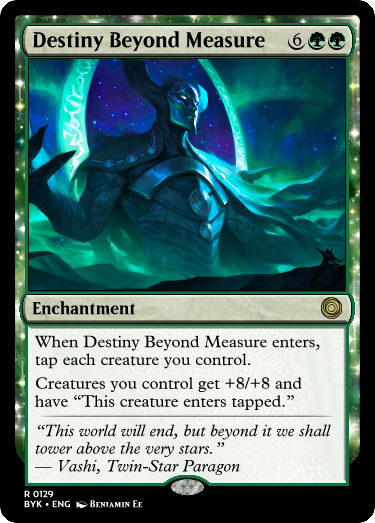 Destiny Beyond Measure 6
Enchantment
When Destiny Beyond Measure enters,
tap each creature you control.
Creatures you control get +8/+8 and
have “This creature enters tapped.”
“This world will end, but beyond it we shall
tower above the very stars.”
— Vashi, Twin-Star Paragon
R 0129
BYK • ENG Benjamin Ee